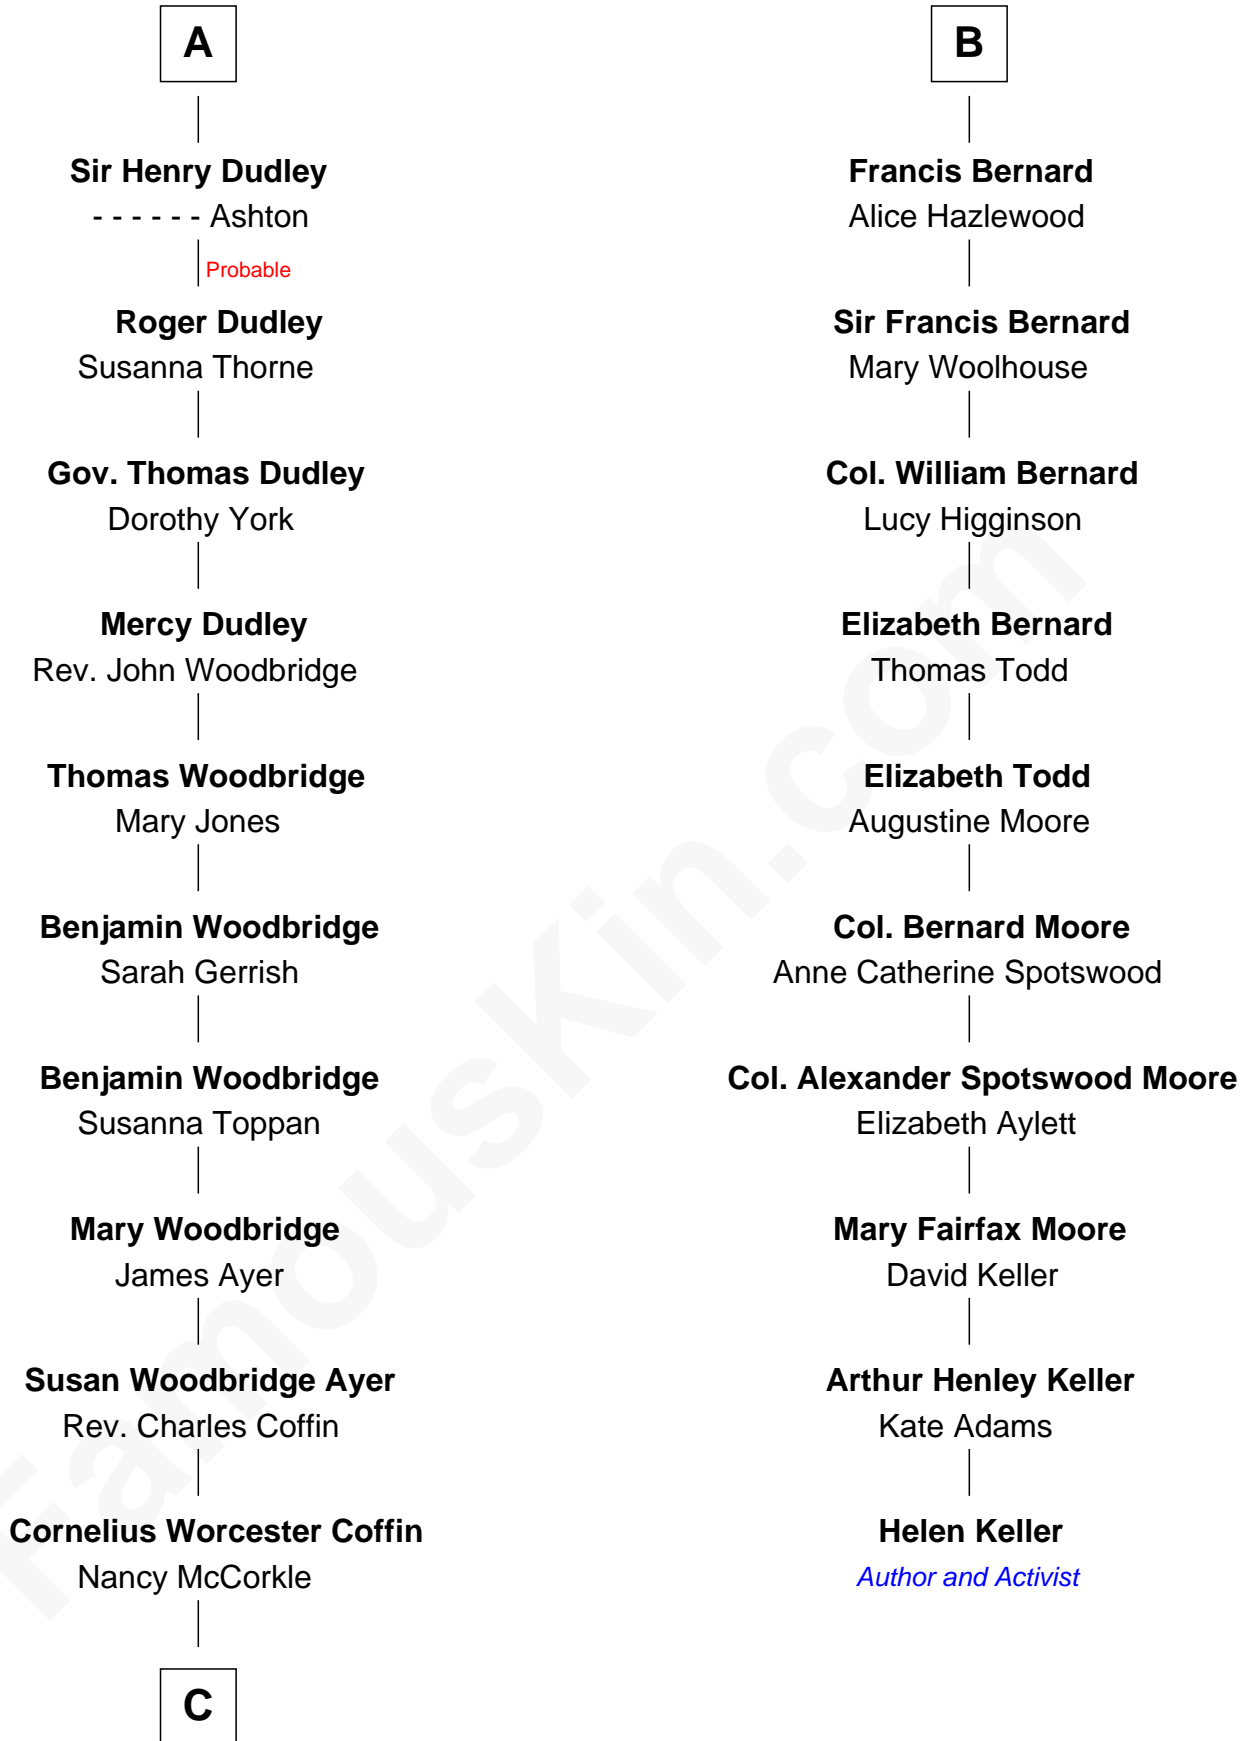 A
Sir Henry Dudley
- - - - - - Ashton
Probable
Roger Dudley
Susanna Thorne
Gov. Thomas Dudley
Dorothy York
Mercy Dudley
Rev. John Woodbridge
Thomas Woodbridge
Mary Jones
Benjamin Woodbridge
Sarah Gerrish
Benjamin Woodbridge
Susanna Toppan
Mary Woodbridge
James Ayer
Susan Woodbridge Ayer
Rev. Charles Coffin
Cornelius Worcester Coffin
Nancy McCorkle
C
B
Francis Bernard
Alice Hazlewood
Sir Francis Bernard
Mary Woolhouse
Col. William Bernard
Lucy Higginson
Elizabeth Bernard
Thomas Todd
Elizabeth Todd
Augustine Moore
Col. Bernard Moore
Anne Catherine Spotswood
Col. Alexander Spotswood Moore
Elizabeth Aylett
Mary Fairfax Moore
David Keller
Arthur Henley Keller
Kate Adams
Helen Keller
Author and Activist
FamousKin.com